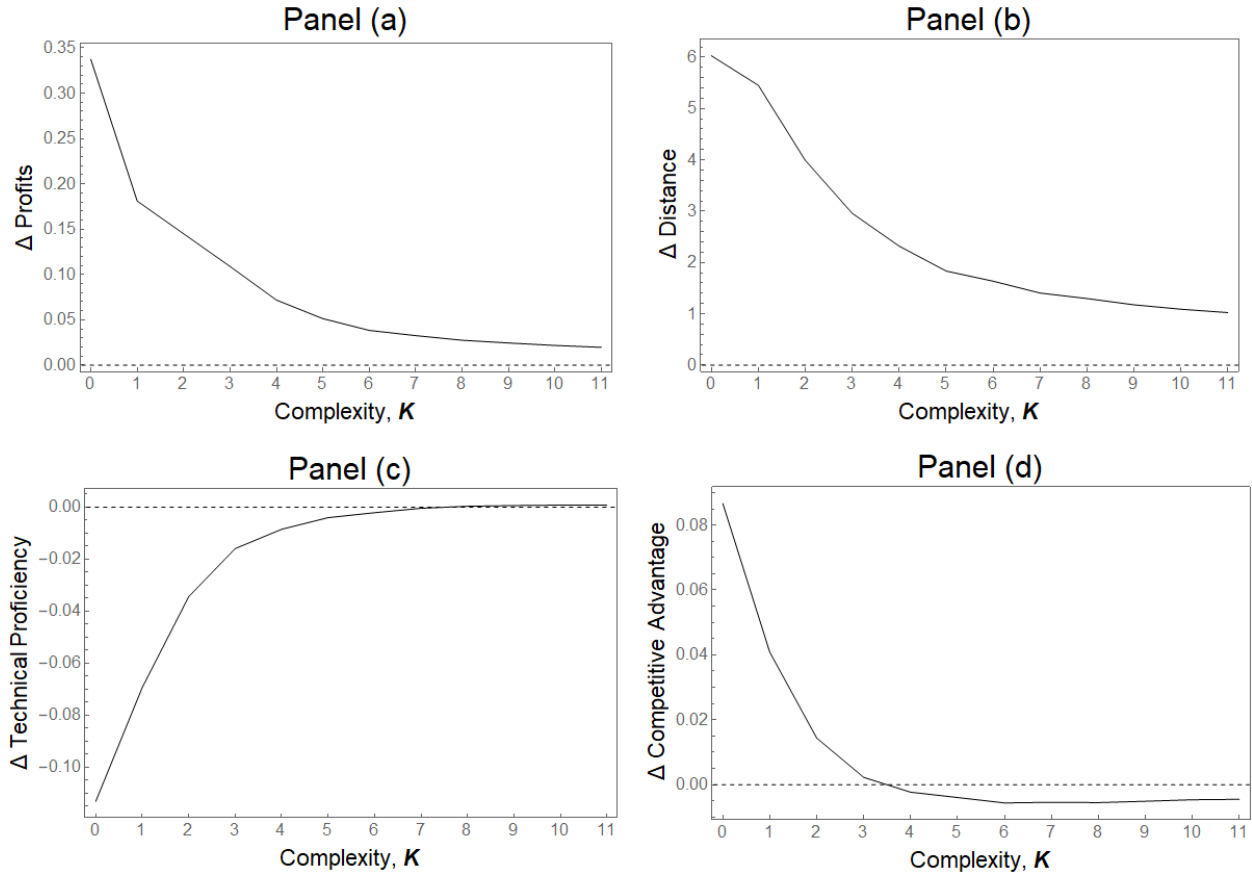 Panel (a)
Δ Profits
0.35
0.30
0.25
0.20
0.15
0.10
0.05
0.00
0 1 2 3 4 5 6 7 8 9 10 11
Complexity, K
Panel (b)
Δ Distance
6
5
4
3
2
1
0
0 1 2 3 4 5 6 7 8 9 10 11
Complexity, K
Panel (c)
Δ Technical Proficiency
0.00
−0.02
−0.04
−0.06
−0.08
−0.10
0 1 2 3 4 5 6 7 8 9 10 11
Complexity, K
Panel (d)
Δ Competitive Advantage
0.08
0.06
0.04
0.02
0.00
0 1 2 3 4 5 6 7 8 9 10 11
Complexity, K